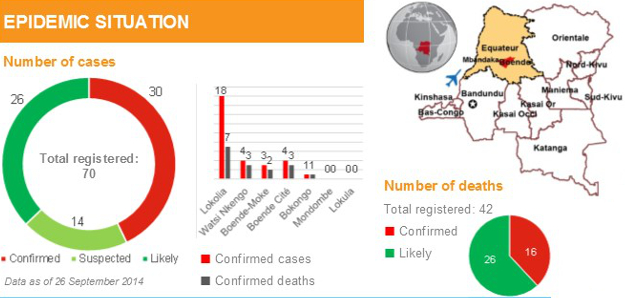 EPIDEMIC SITUATION
Number of cases
26
30
Total registered:
70
14
Confirmed Suspected Likely
Data as of 26 September 2014
18
7
4 3
3 2
4 3
1 1
0 0
0 0
Lokolia
Watsi Nkengo
Boende-Moke
Boende Cité
Bokongo
Mondombe
Lokula
Confirmed cases
Confirmed deaths
Orientale
Equateur
Mbandaka Boende
Nord-Kivu
Kinshasa
Bandundu
Maniema
Sud-Kivu
Bas-Congo
Kasai Occi
Kasai Or
Katanga
Number of deaths
Total registered: 42
Confirmed
Likely
26
16